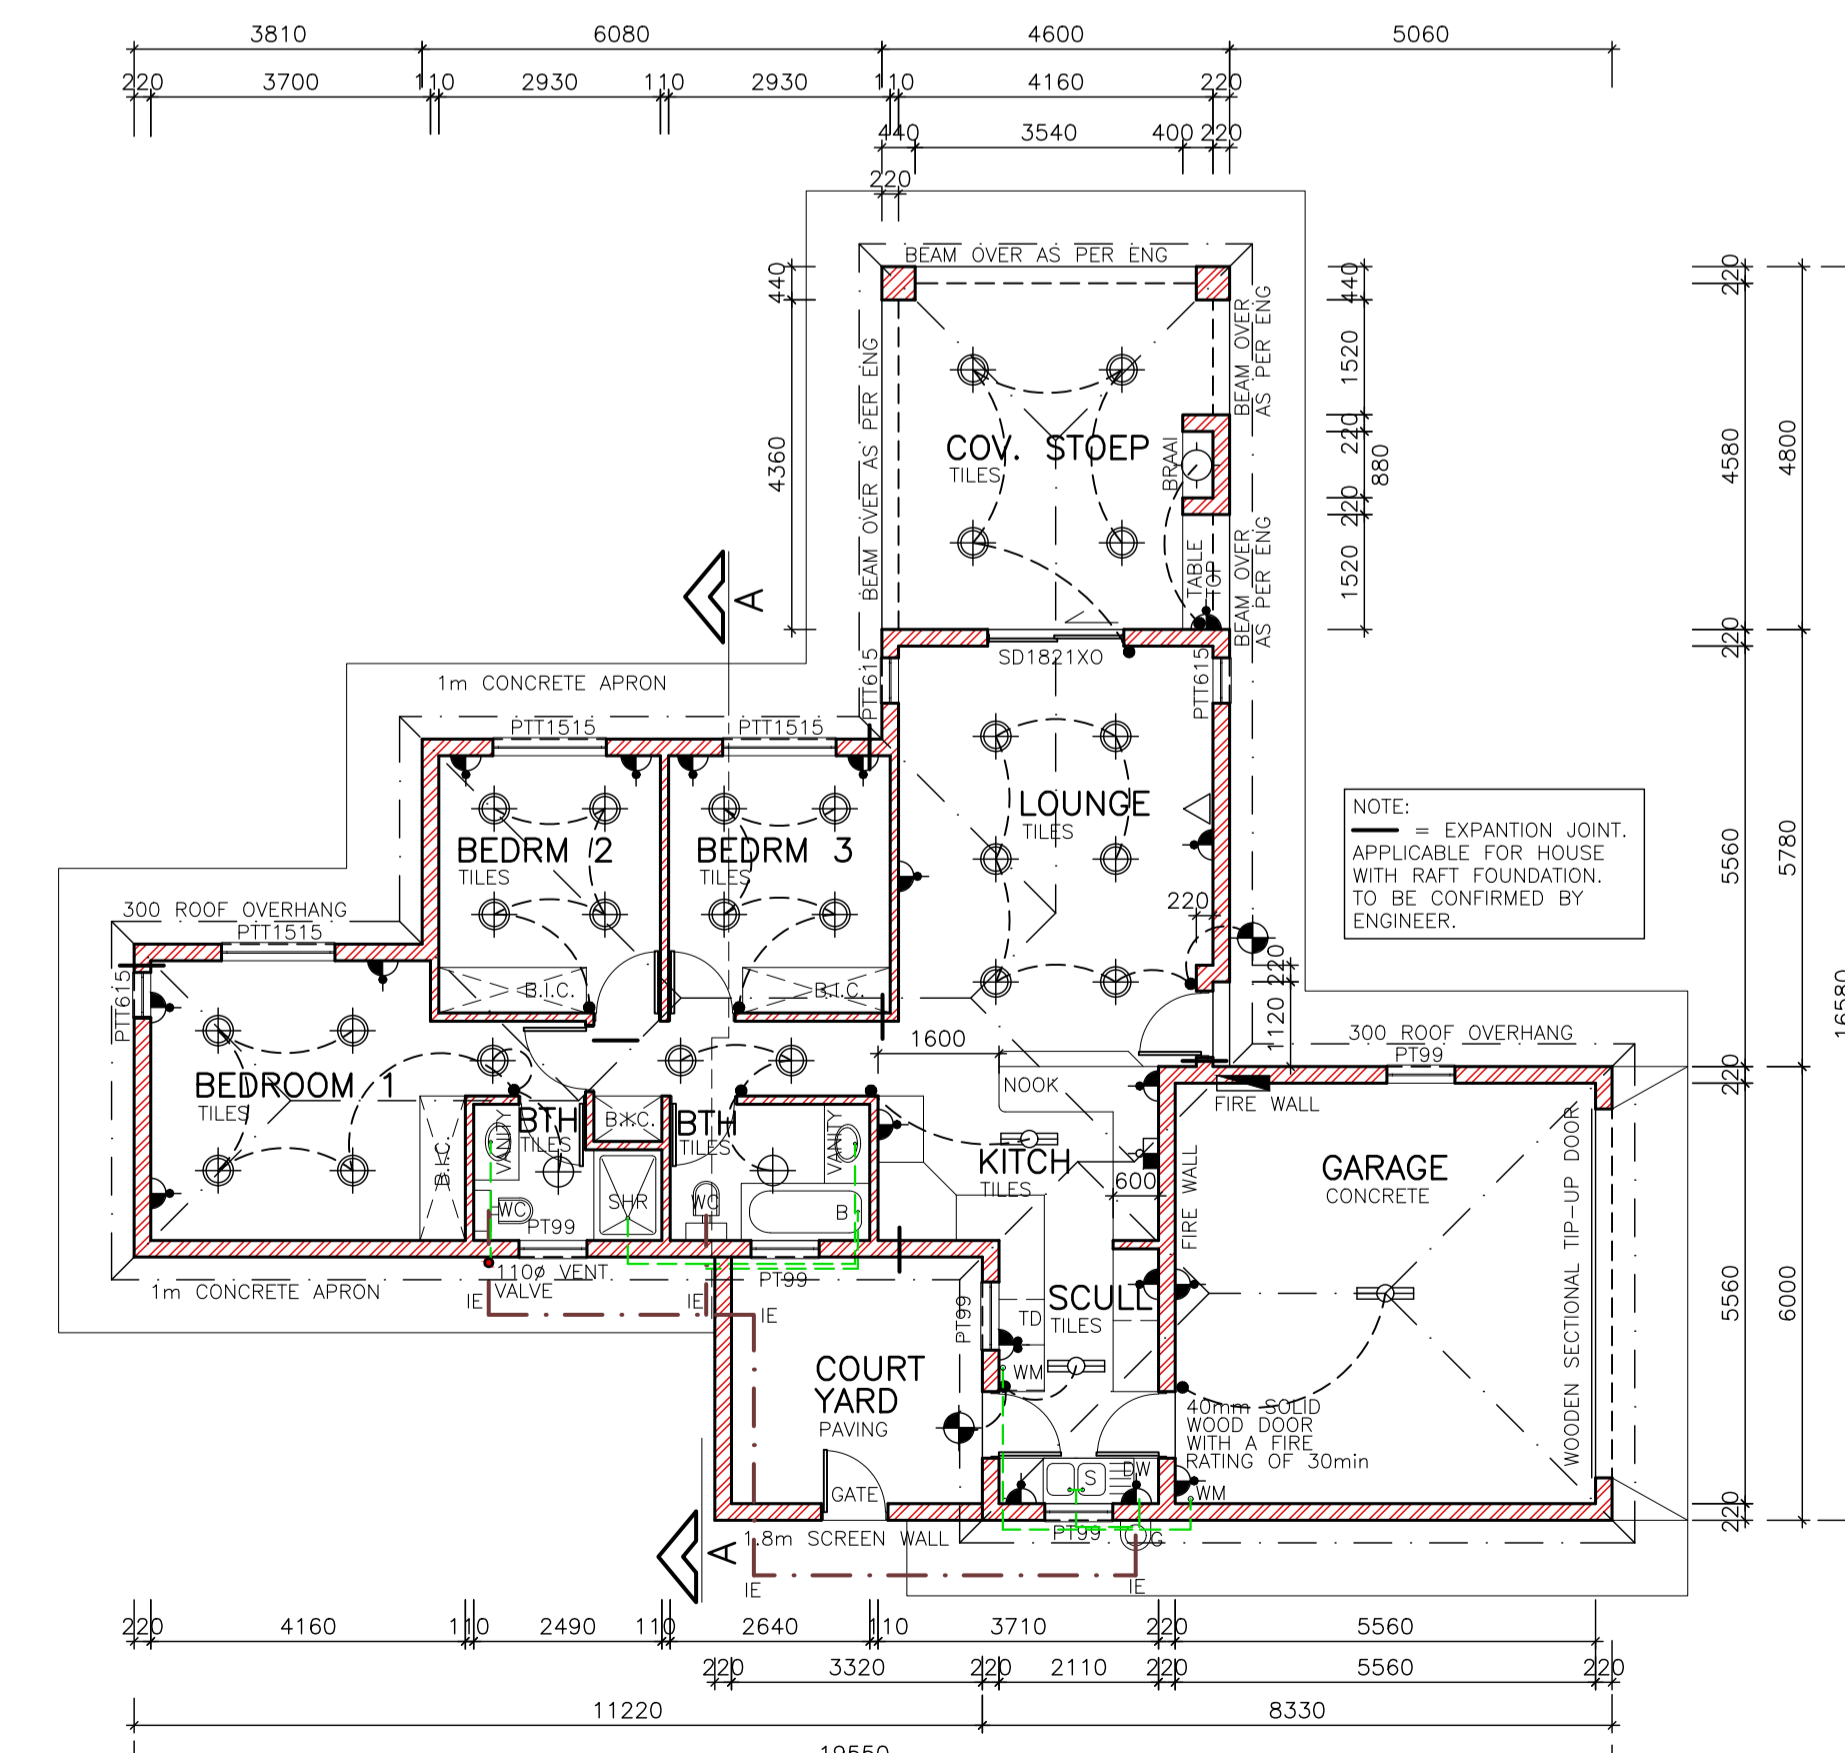 3810 6080 4600 5060
220 3700 110 2930 110 2930 110 4160 220
440 3540 400 220
220
BEAM OVER AS PER ENG
440
4360
BEAM OVER AS PER ENG
BEAM OVER
AS PER ENG
440
1520
220
880
220
1520
220
4580
4800
COV. STOEP
TILES
BRAAI
TABLE
TOP
BEAM OVER
AS PER ENG
A
SD1821XO
PTT615
PTT615
220
1m CONCRETE APRON
PTT1515
PTT1515
LOUNGE
TILES
NOTE:
= EXPANTION JOINT.
APPLICABLE FOR HOUSE
WITH RAFT FOUNDATION.
TO BE CONFIRMED BY
ENGINEER.
5560
5780
BEDRM 2
TILES
BEDRM 3
TILES
220
220
1120
16580
300 ROOF OVERHANG
PTT1515
PTT615
B.I.C.
B.I.C.
1600
300 ROOF OVERHANG
PT99
220
BEDROOM 1
TILES
NOOK
FIRE WALL
VANITY
BTH
TILES
B.I.C.
BTH
TILES
VANITY
B.I.C.
KITCH
TILES
600
FIRE WALL
GARAGE
CONCRETE
WOODEN SECTIONAL TIP-UP DOOR
WC
PT99
SHR
WC
B
110ø VENT
VALVE
PT99
1m CONCRETE APRON
IE
IE
IE
PT99
TD
SCULL
TILES
WM
5560
6000
COURT
YARD
PAVING
40mm SOLID
WOOD DOOR
WITH A FIRE
RATING OF 30min
GATE
S
DW
WM
220
1.8m SCREEN WALL
PT99
G
A
IE
IE
220 4160 110 2490 110 2640 110 3710 220 5560
220 3320 220 2110 220 5560 220
11220 8330
19550